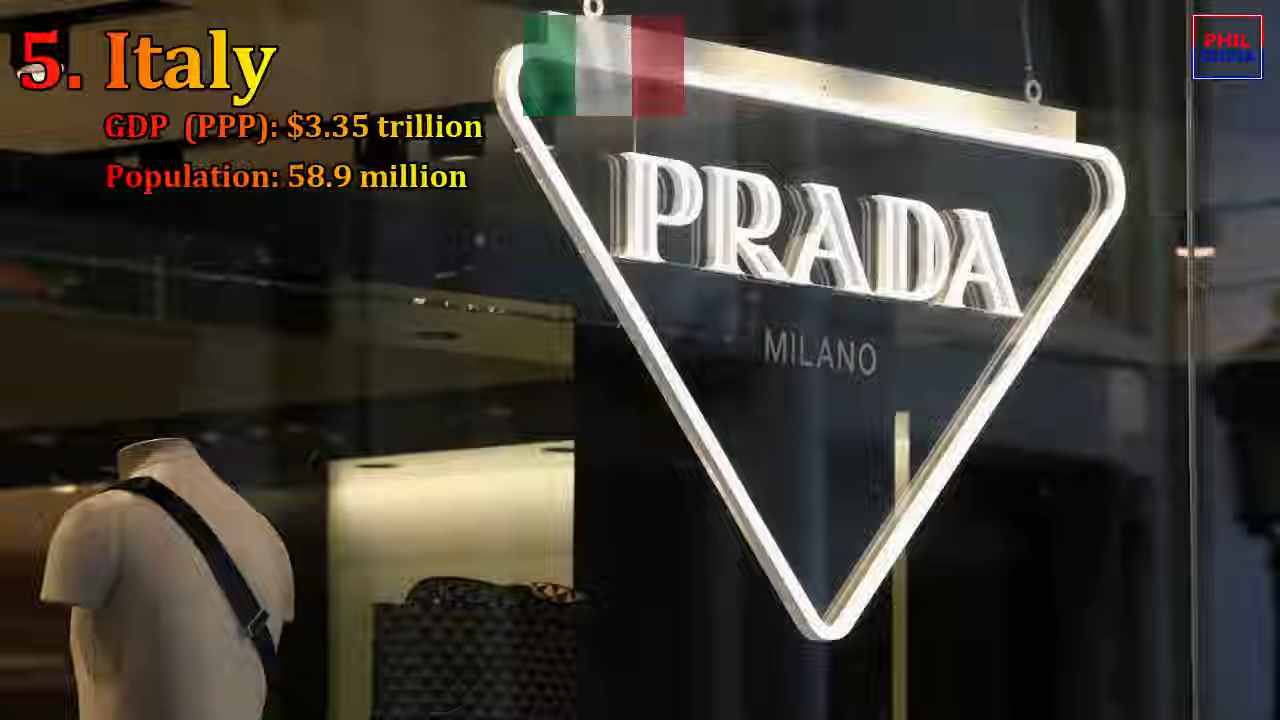 5. Italy
GDP (PPP): $3.35 trillion
Population: 58.9 million
PHIL
PRADA
MILANO